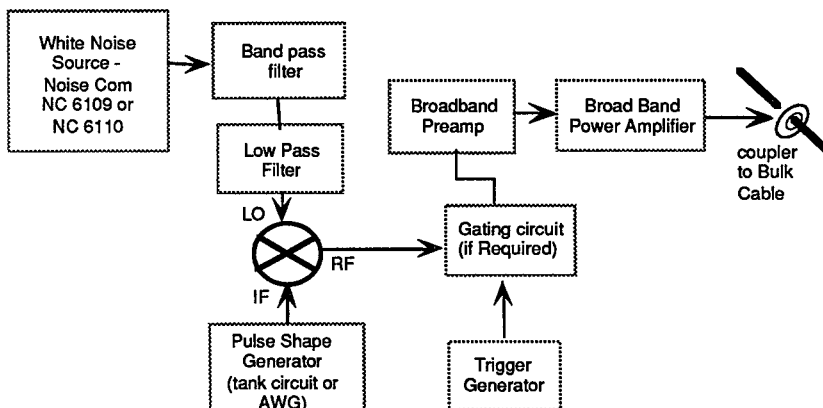 White Noise
Source -
Noise Com
NC 6109 or
NC 6110
Band pass
filter
Low Pass
Filter
LO
RF
IF
Pulse Shape
Generator
(tank circuit or
AWG)
Broadband
Preamp
Broad Band
Power Amplifier
coupler
to Bulk
Cable
Gating circuit
(if Required)
Trigger
Generator